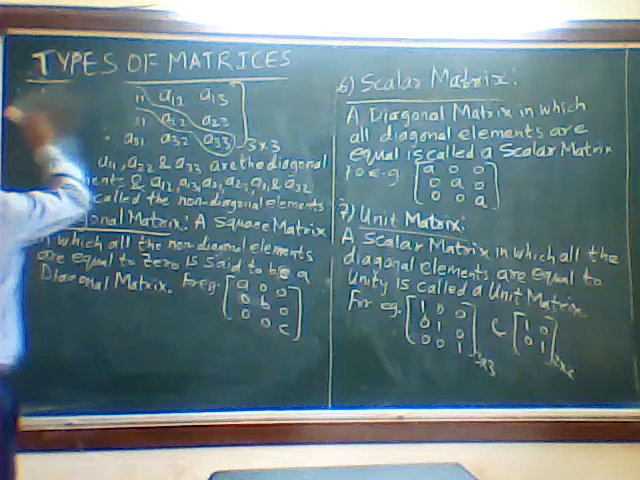 TYPES OF MATRICES
11 a12 a13
11 a22 a23
a31 a32 a33 3×3
a11, a22 & a33 are the diagonal
ments & a12, a13, a21, a23, a31 & a32
called the non-diagonal elements
onal Matrix: A Square Matrix
in which all the non-diagonal elements
are equal to zero is said to be a
Diagonal Matrix. For eg. a 0 0
0 b 0
0 0 c
6) Scalar Matrix:
A Diagonal Matrix in which
all diagonal elements are
equal is called a Scalar Matrix
For e.g. a 0 0
0 a 0
0 0 a
7) Unit Matrix:
A Scalar Matrix in which all the
diagonal elements are equal to
Unity is called a Unit Matrix
For eg. 1 0 0 & 1 0
0 1 0 0 1
0 0 1 3×3 2×2